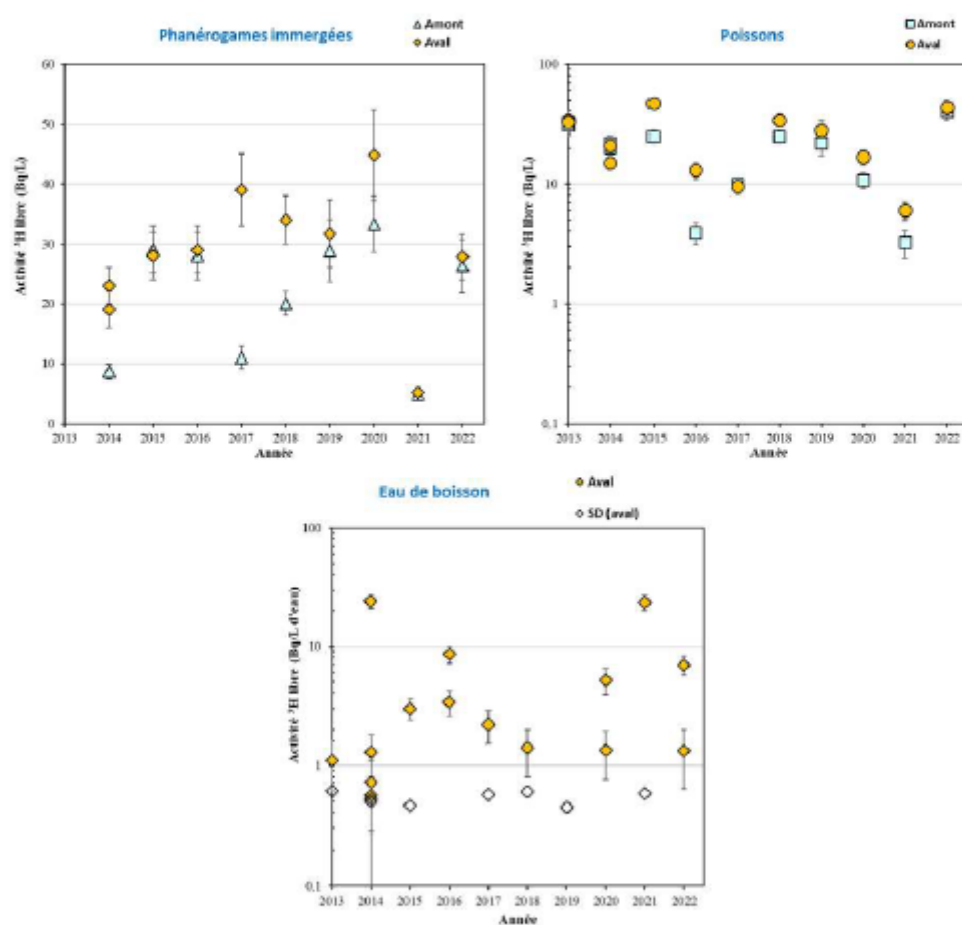 Phanérogames immergées
Amont
Aval
Activité ³H libre (Bq/L)
60
50
40
30
20
10
0
2013 2014 2015 2016 2017 2018 2019 2020 2021 2022
Année
Poissons
Amont
Aval
Activité ³H libre (Bq/L)
100
10
1
0,1
2013 2014 2015 2016 2017 2018 2019 2020 2021 2022
Année
Eau de boisson
Aval
SD (aval)
Activité ³H libre (Bq/L d'eau)
100
10
1
0,1
2013 2014 2015 2016 2017 2018 2019 2020 2021 2022
Année